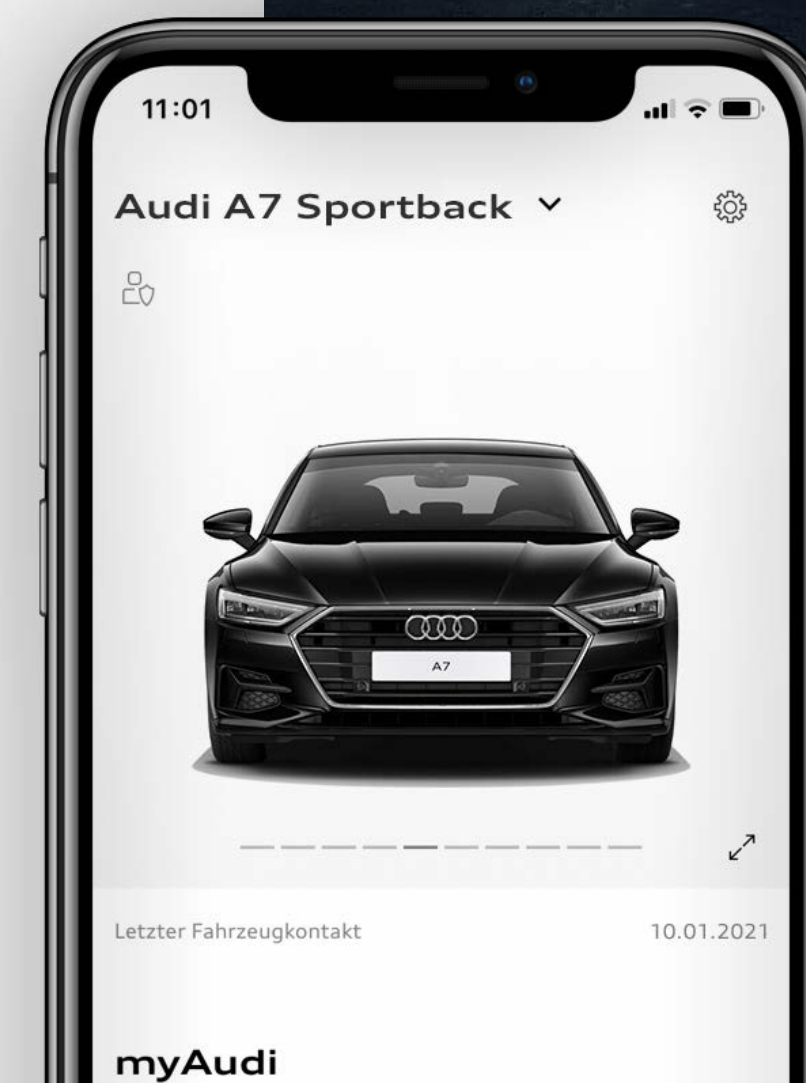 11:01
Audi A7 Sportback
A7
Letzter Fahrzeugkontakt 10.01.2021
myAudi